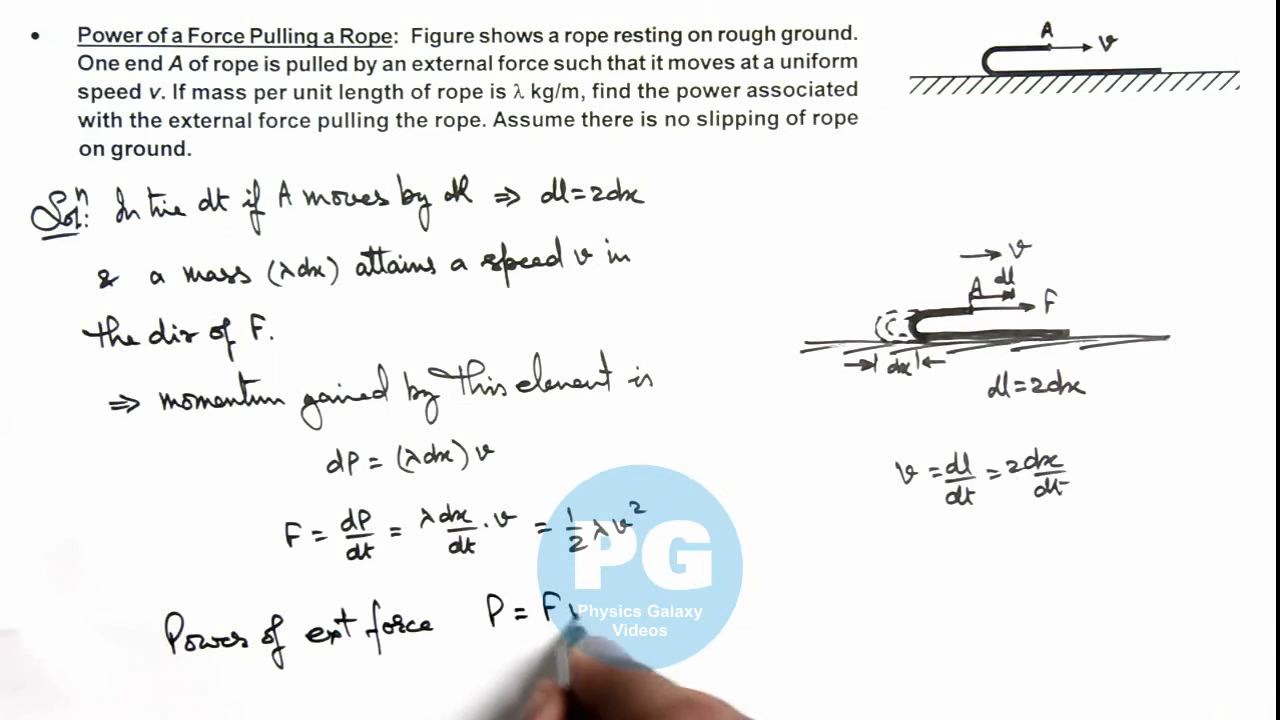 • Power of a Force Pulling a Rope: Figure shows a rope resting on rough ground.
One end A of rope is pulled by an external force such that it moves at a uniform
speed v. If mass per unit length of rope is λ kg/m, find the power associated
with the external force pulling the rope. Assume there is no slipping of rope
on ground.
A
v
Solⁿ: In time dt if A moves by dl ⇒ dl = 2dx
& a mass (λdx) attains a speed v in
the dir of F.
⇒ momentum gained by this element is
dP = (λdx) v
F = dP/dt = λdx/dt · v = 1/2 λv²
Power of ext force P = F
v
A dl
F
dx
dl = 2dx
v = dl/dt = 2dx/dt
PG
Physics Galaxy
Videos